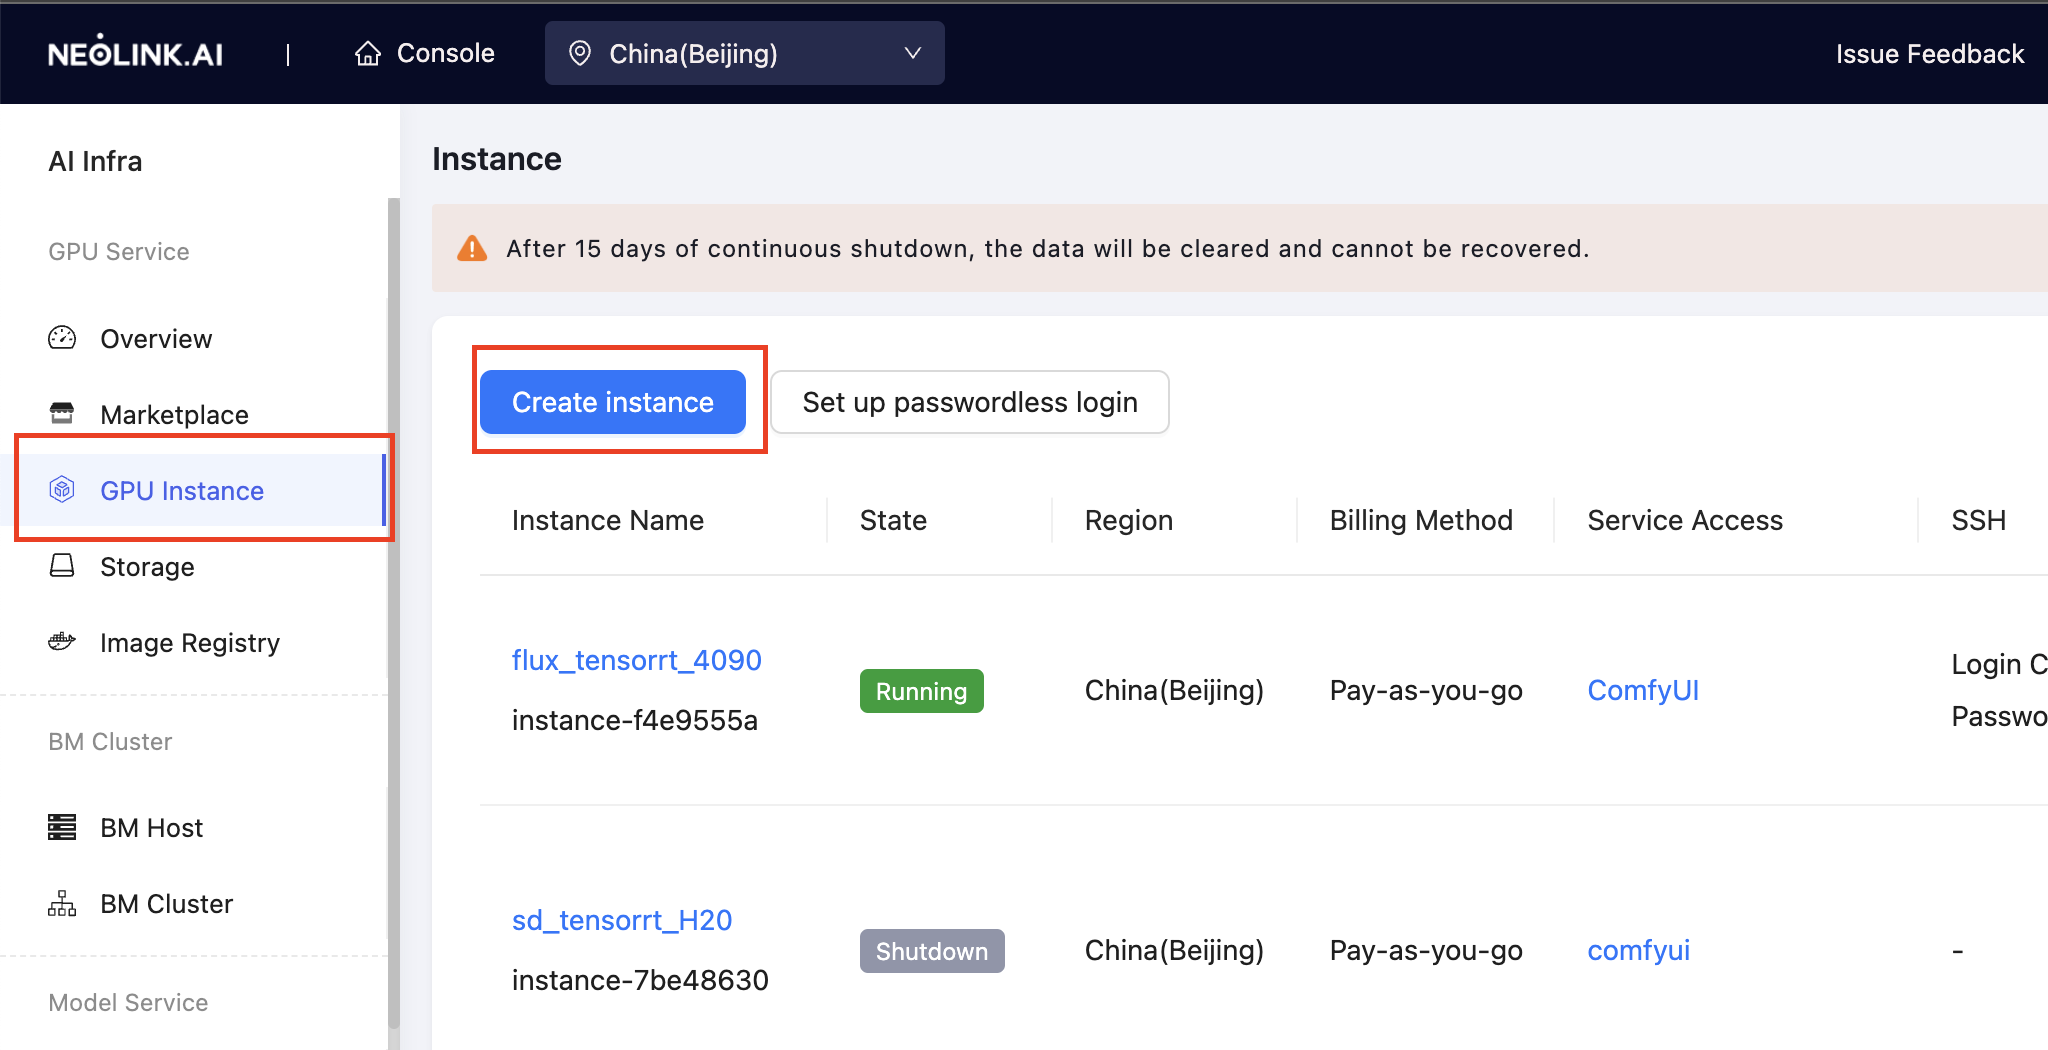 NEOLINK.AI | Console China(Beijing) Issue Feedback
AI Infra
GPU Service
Overview
Marketplace
GPU Instance
Storage
Image Registry
BM Cluster
BM Host
BM Cluster
Model Service
Instance
After 15 days of continuous shutdown, the data will be cleared and cannot be recovered.
Create instance Set up passwordless login
Instance Name State Region Billing Method Service Access SSH
flux_tensorrt_4090
instance-f4e9555a
Running China(Beijing) Pay-as-you-go ComfyUI
Login C
Passwo
sd_tensorrt_H20
instance-7be48630
Shutdown China(Beijing) Pay-as-you-go comfyui -